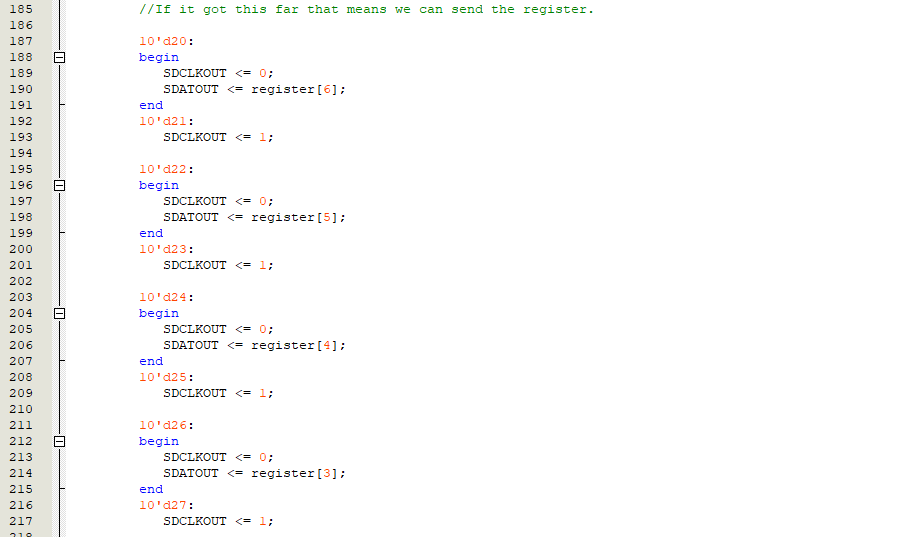 185 //If it got this far that means we can send the register.
186
187 10'd20:
188 begin
189 SDCLKOUT <= 0;
190 SDATOUT <= register[6];
191 end
192 10'd21:
193 SDCLKOUT <= 1;
194
195 10'd22:
196 begin
197 SDCLKOUT <= 0;
198 SDATOUT <= register[5];
199 end
200 10'd23:
201 SDCLKOUT <= 1;
202
203 10'd24:
204 begin
205 SDCLKOUT <= 0;
206 SDATOUT <= register[4];
207 end
208 10'd25:
209 SDCLKOUT <= 1;
210
211 10'd26:
212 begin
213 SDCLKOUT <= 0;
214 SDATOUT <= register[3];
215 end
216 10'd27:
217 SDCLKOUT <= 1;